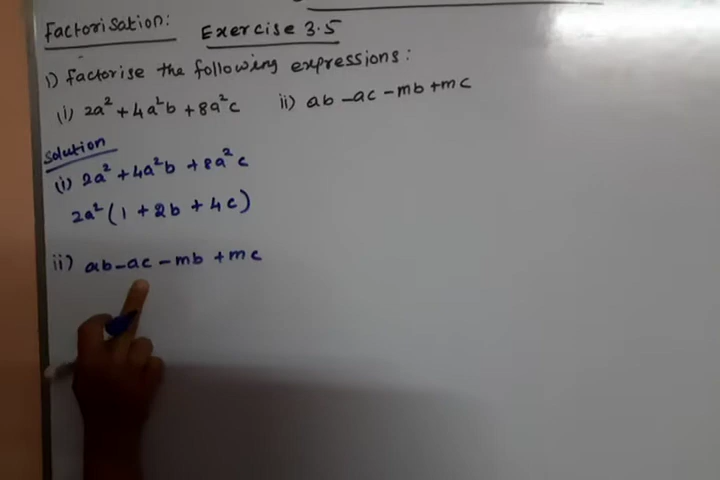 Factorisation:
Exercise 3.5
1) Factorise the following expressions:
(i) 2a² + 4a²b + 8a²c ii) ab - ac - mb + mc
Solution
(i) 2a² + 4a²b + 8a²c
2a² (1 + 2b + 4c)
ii) ab - ac - mb + mc